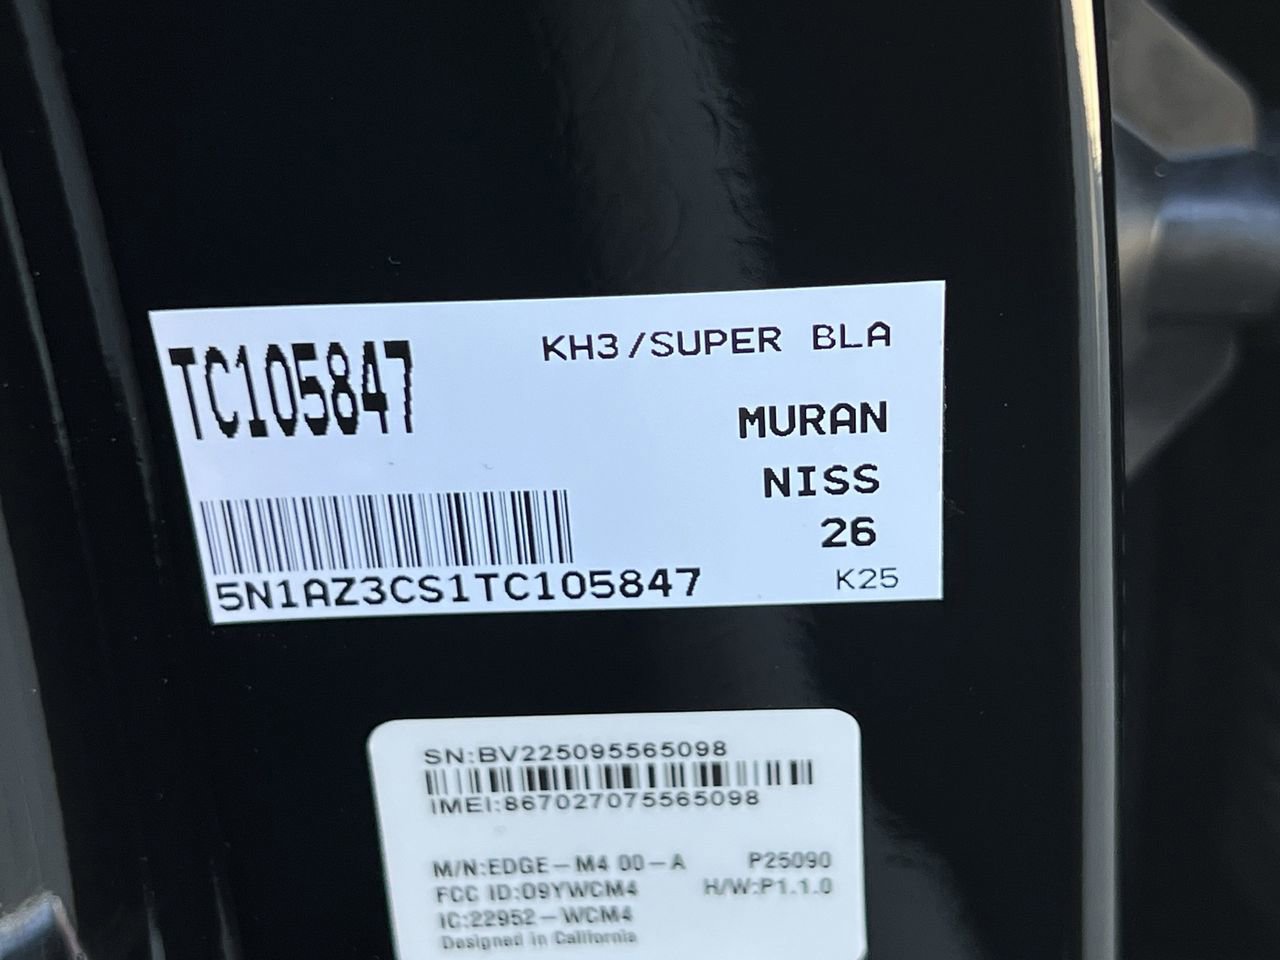 TC105847
KH3/SUPER BLA
MURAN
NISS
26
5N1AZ3CS1TC105847
K25
SN:BV225095565098
IMEI:867027075565098
M/N:EDGE-M4 00-A P25090
FCC ID:O9YWCM4 H/W:P1.1.0
IC:22952-WCM4
Designed in California